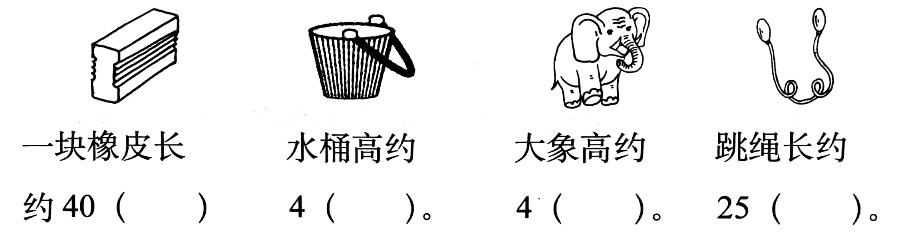 一块橡皮长 水桶高约 大象高约 跳绳长约
约 40（ ） 4（ ）。 4（ ）。 25（ ）。